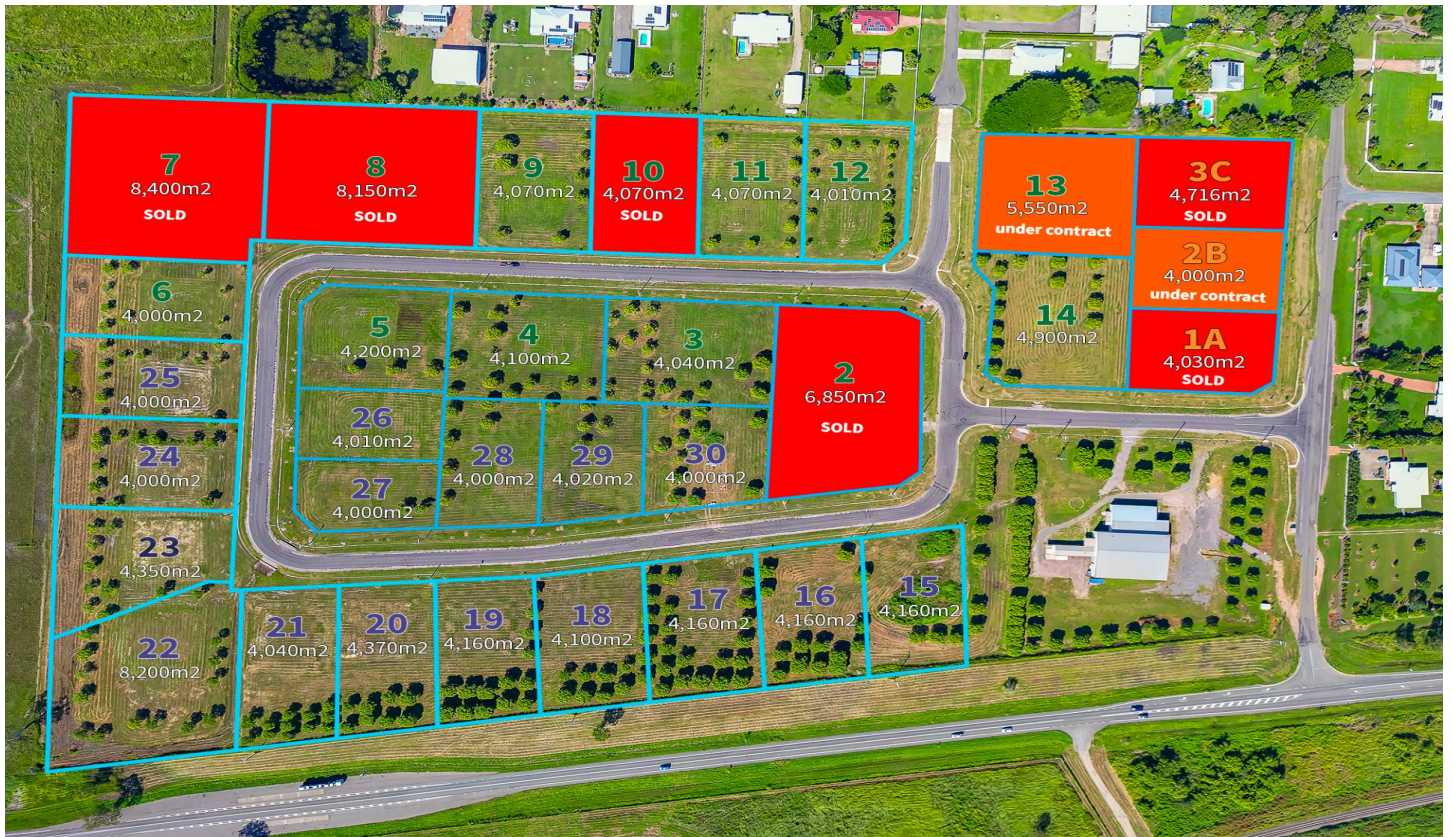 7
8,400m2
SOLD
8
8,150m2
SOLD
9
4,070m2
10
4,070m2
SOLD
11
4,070m2
12
4,010m2
13
5,550m2
under contract
3C
4,716m2
SOLD
2B
4,000m2
under contract
1A
4,030m2
SOLD
14
4,900m2
6
4,000m2
5
4,200m2
4
4,100m2
3
4,040m2
2
6,850m2
SOLD
25
4,000m2
26
4,010m2
24
4,000m2
27
4,000m2
28
4,000m2
29
4,020m2
30
4,000m2
23
4,350m2
22
8,200m2
21
4,040m2
20
4,370m2
19
4,160m2
18
4,100m2
17
4,160m2
16
4,160m2
15
4,160m2